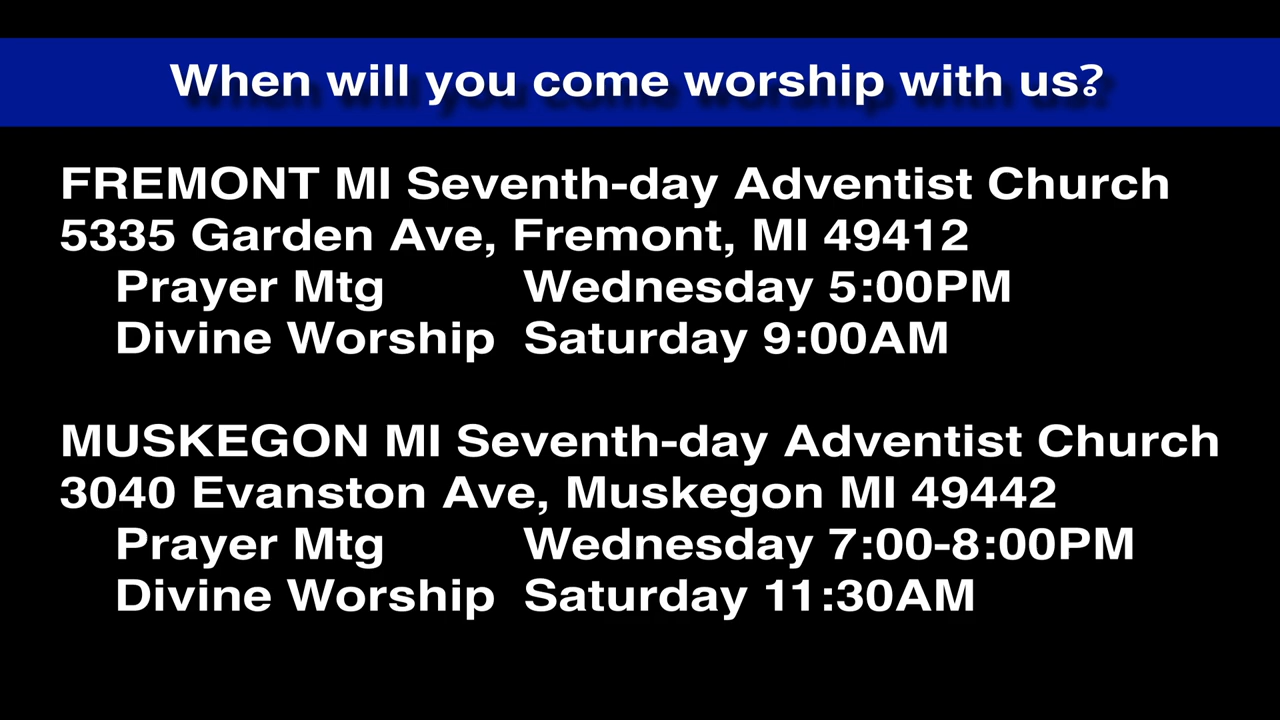 When will you come worship with us?
FREMONT MI Seventh-day Adventist Church
5335 Garden Ave, Fremont, MI 49412
Prayer Mtg Wednesday 5:00PM
Divine Worship Saturday 9:00AM
MUSKEGON MI Seventh-day Adventist Church
3040 Evanston Ave, Muskegon MI 49442
Prayer Mtg Wednesday 7:00-8:00PM
Divine Worship Saturday 11:30AM